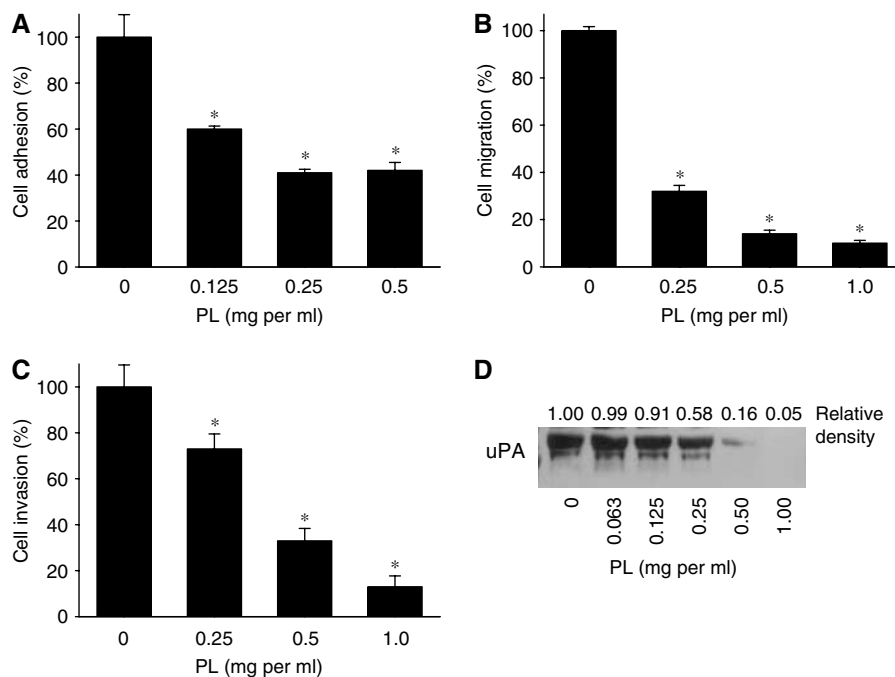 A
Cell adhesion (%)
100
80
60
40
20
0
*
*
*
0 0.125 0.25 0.5
PL (mg per ml)
B
Cell migration (%)
100
80
60
40
20
0
*
*
*
0 0.25 0.5 1.0
PL (mg per ml)
C
Cell invasion (%)
100
80
60
40
20
0
*
*
*
0 0.25 0.5 1.0
PL (mg per ml)
D
1.00 0.99 0.91 0.58 0.16 0.05 Relative
density
uPA
0 0.063 0.125 0.25 0.50 1.00
PL (mg per ml)